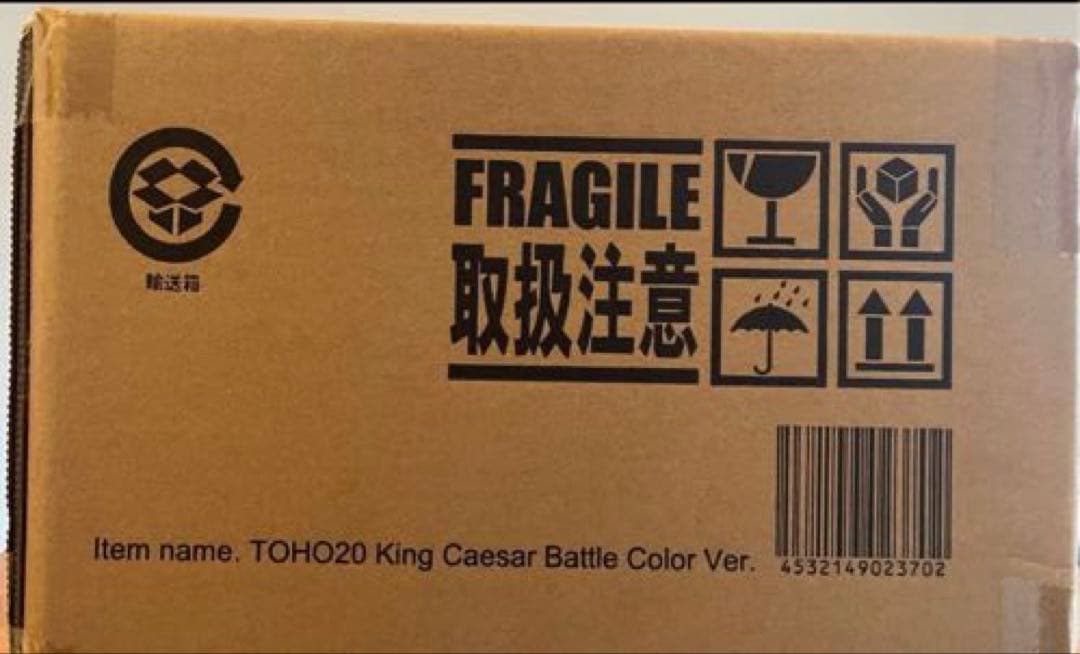 FRAGILE
取扱注意
輸送箱
Item name. TOHO20 King Caesar Battle Color Ver.
4532149023702